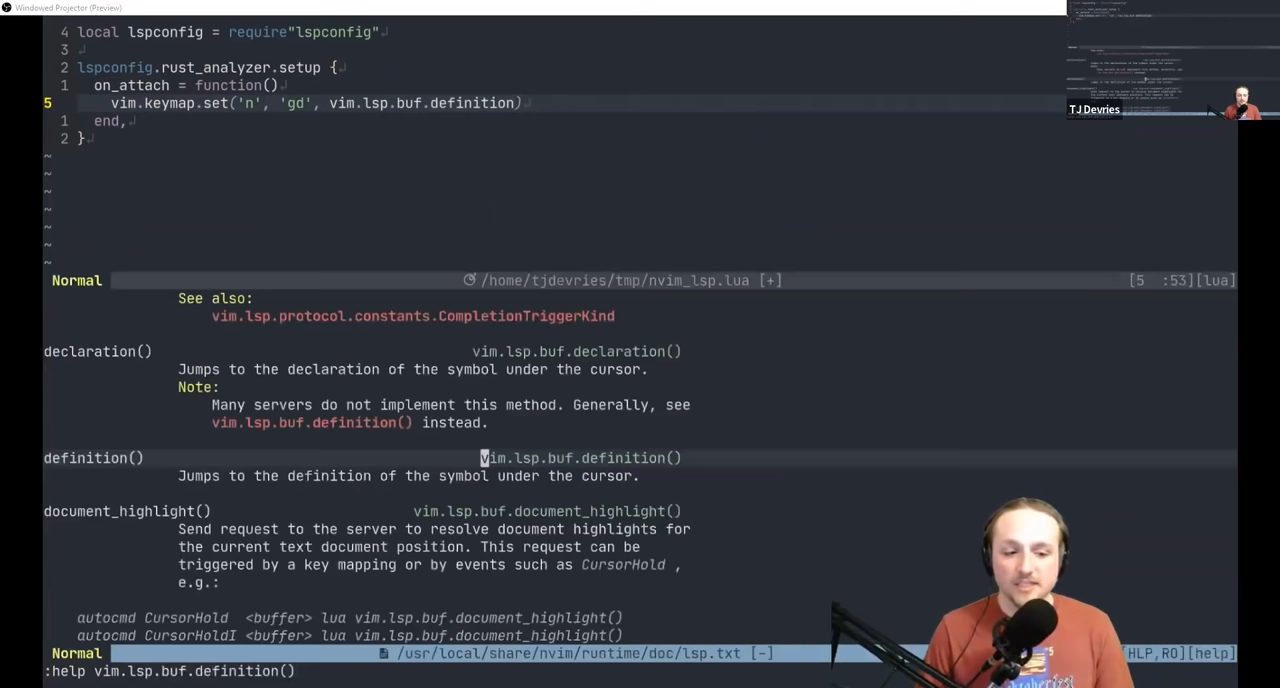 Windowed Projector (Preview)
4 local lspconfig = require"lspconfig"↲
3 ↲
2 lspconfig.rust_analyzer.setup {↲
1 on_attach = function()↲
5 vim.keymap.set('n', 'gd', vim.lsp.buf.definition)↲
1 end,↲
2 }↲
~
~
~
~
~
~
~
TJ Devries
Normal /home/tjdevries/tmp/nvim_lsp.lua [+] [5 :53][lua]
See also:
vim.lsp.protocol.constants.CompletionTriggerKind
declaration() vim.lsp.buf.declaration()
Jumps to the declaration of the symbol under the cursor.
Note:
Many servers do not implement this method. Generally, see
vim.lsp.buf.definition() instead.
definition() vim.lsp.buf.definition()
Jumps to the definition of the symbol under the cursor.
document_highlight() vim.lsp.buf.document_highlight()
Send request to the server to resolve document highlights for
the current text document position. This request can be
triggered by a key mapping or by events such as CursorHold ,
e.g.:
autocmd CursorHold <buffer> lua vim.lsp.buf.document_highlight()
autocmd CursorHoldI <buffer> lua vim.lsp.buf.document_highlight()
Normal /usr/local/share/nvim/runtime/doc/lsp.txt [-] [HLP,RO][help]
:help vim.lsp.buf.definition()